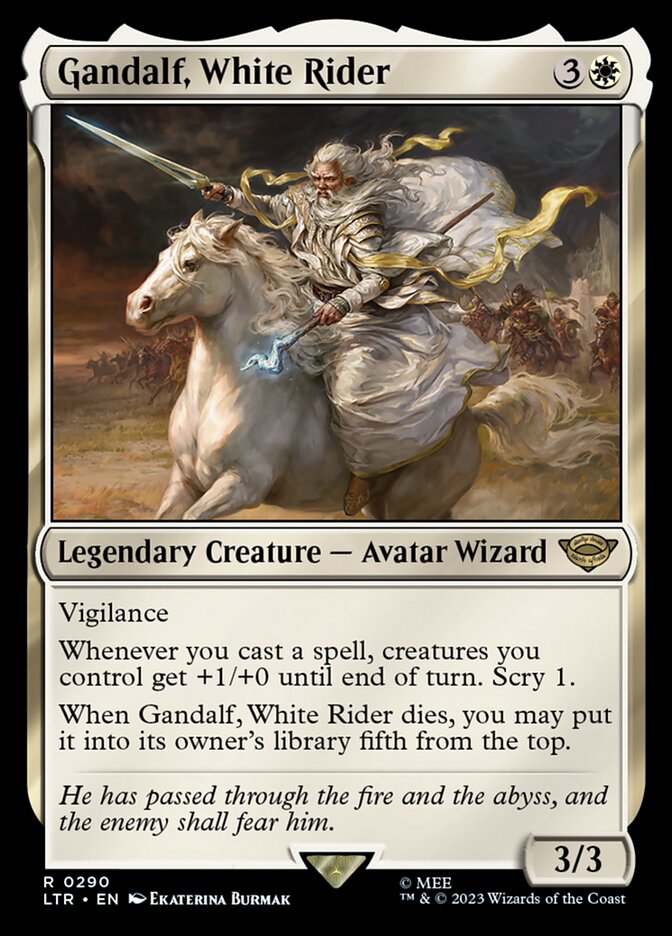 Gandalf, White Rider 3
Legendary Creature — Avatar Wizard
Vigilance
Whenever you cast a spell, creatures you
control get +1/+0 until end of turn. Scry 1.
When Gandalf, White Rider dies, you may put
it into its owner's library fifth from the top.
He has passed through the fire and the abyss, and
the enemy shall fear him.
3/3
R 0290
LTR • EN Ekaterina Burmak
© MEE
™ & © 2023 Wizards of the Coast